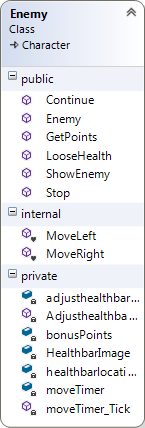 Enemy
Class
Character
public
Continue
Enemy
GetPoints
LooseHealth
ShowEnemy
Stop
internal
MoveLeft
MoveRight
private
adjusthealthbar...
Adjusthealthba...
bonusPoints
HealthbarImage
healthbarlocati...
moveTimer
moveTimer_Tick